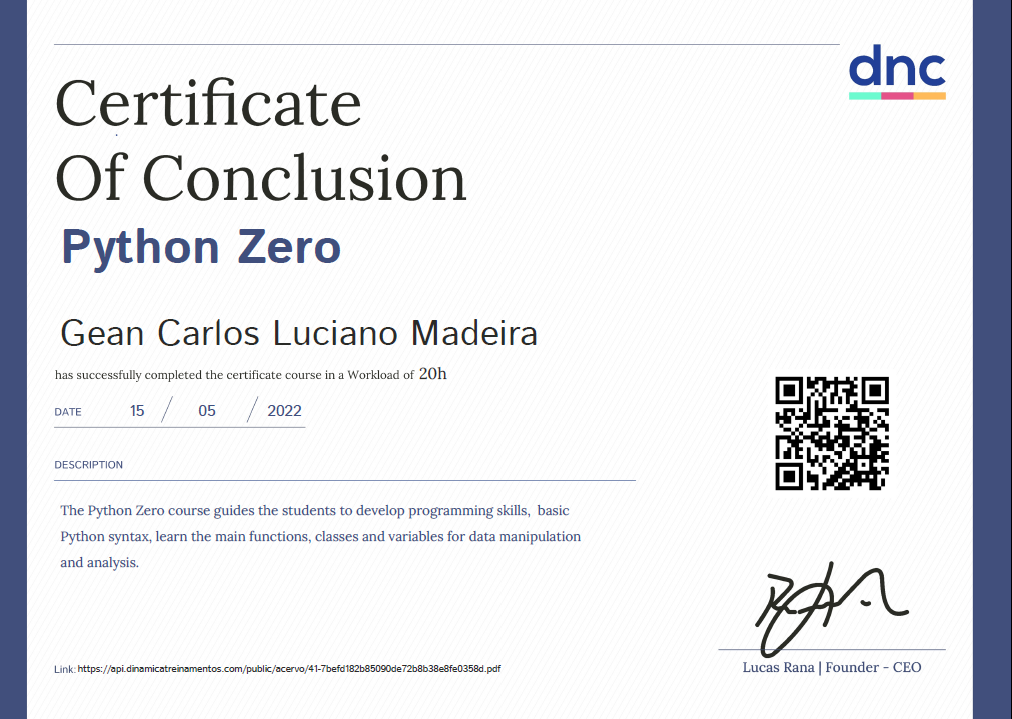 dnc
Certificate
Of Conclusion
Python Zero
Gean Carlos Luciano Madeira
has successfully completed the certificate course in a Workload of 20h
DATE 15 / 05 / 2022
DESCRIPTION
The Python Zero course guides the students to develop programming skills, basic
Python syntax, learn the main functions, classes and variables for data manipulation
and analysis.
Link: https://api.dinamicatreinamentos.com/public/acervo/41-7befd182b85090de72b8b38e8fe0358d.pdf
Lucas Rana | Founder - CEO